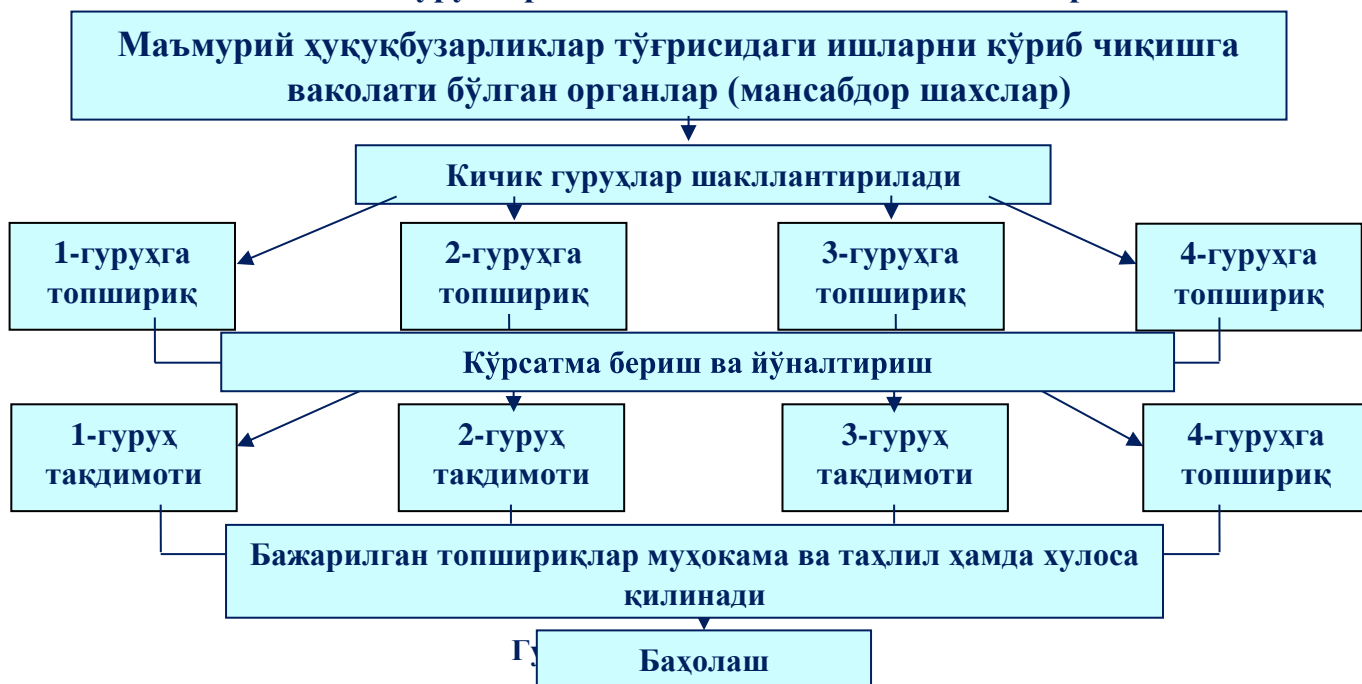 Маъмурий ҳуқуқбузарликлар тўғрисидаги ишларни кўриб чиқишга
ваколати бўлган органлар (мансабдор шахслар)
Кичик гуруҳлар шакллантирилади
1-гуруҳга
топшириқ
2-гуруҳга
топшириқ
3-гуруҳга
топшириқ
4-гуруҳга
топшириқ
Кўрсатма бериш ва йўналтириш
1-гуруҳ
тақдимоти
2-гуруҳ
тақдимоти
3-гуруҳ
тақдимоти
4-гуруҳга
топшириқ
Бажарилган топшириқлар муҳокама ва таҳлил ҳамда хулоса
қилинади
Баҳолаш